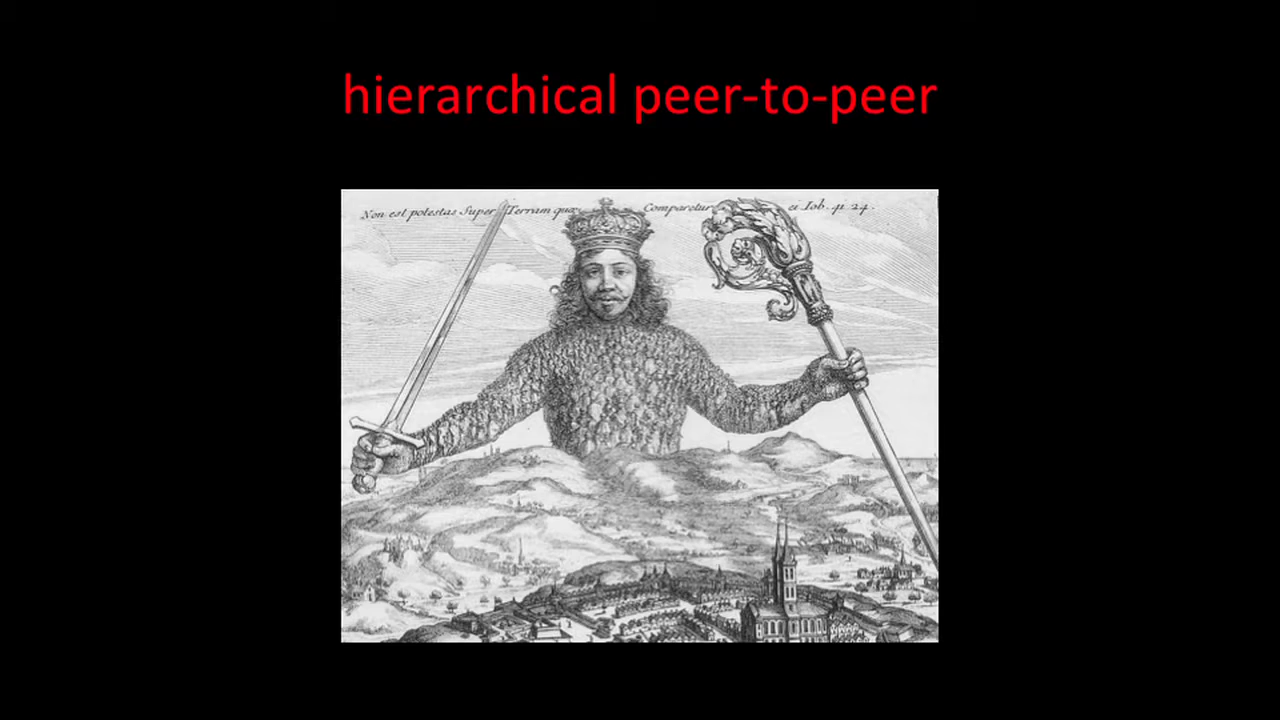 hierarchical peer-to-peer
Non est potestas Super Terram quæ Comparetur ei Iob. 41. 24.